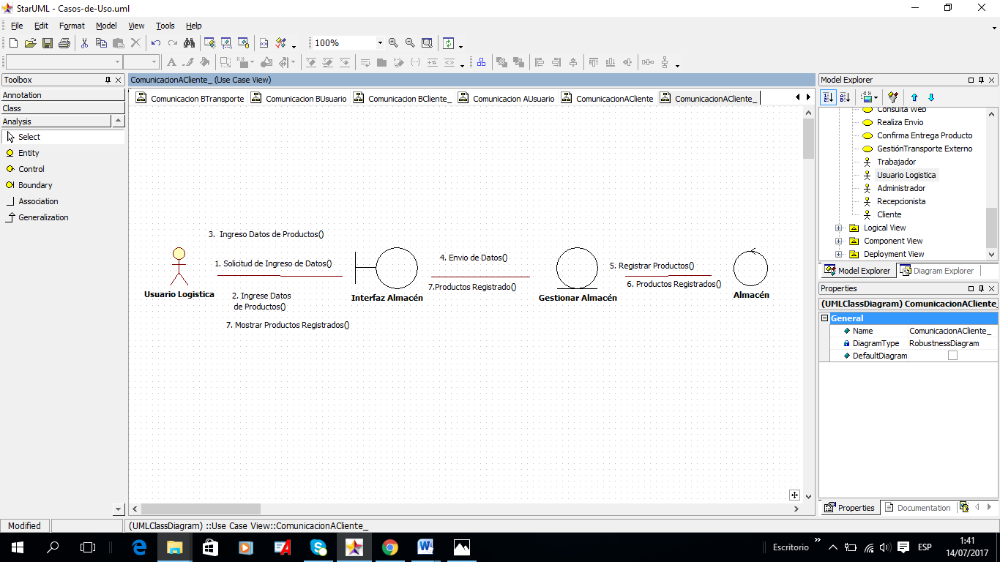 StarUML - Casos-de-Uso.uml
File Edit Format Model View Tools Help
100%
Toolbox
Annotation
Class
Analysis
Select
Entity
Control
Boundary
Association
Generalization
ComunicacionACliente_ (Use Case View)
Comunicacion BTransporte Comunicacion BUsuario Comunicacion BCliente_ Comunicacion AUsuario ComunicacionACliente ComunicacionACliente_
3. Ingreso Datos de Productos()
1. Solicitud de Ingreso de Datos()
2. Ingrese Datos
de Productos()
7. Mostrar Productos Registrados()
Usuario Logistica
Interfaz Almacén
4. Envio de Datos()
7.Productos Registrado()
Gestionar Almacén
5. Registrar Productos()
6. Productos Registrados()
Almacén
Model Explorer
Consulta Web
Realiza Envio
Confirma Entrega Producto
GestiónTransporte Externo
Trabajador
Usuario Logistica
Administrador
Recepcionista
Cliente
Logical View
Component View
Deployment View
Model Explorer Diagram Explorer
Properties
(UMLClassDiagram) ComunicacionACliente_
General
Name ComunicacionACliente_
DiagramType RobustnessDiagram
DefaultDiagram
Properties Documentation
Modified
(UMLClassDiagram) ::Use Case View::ComunicacionACliente_
Escritorio
ESP
1:41
14/07/2017